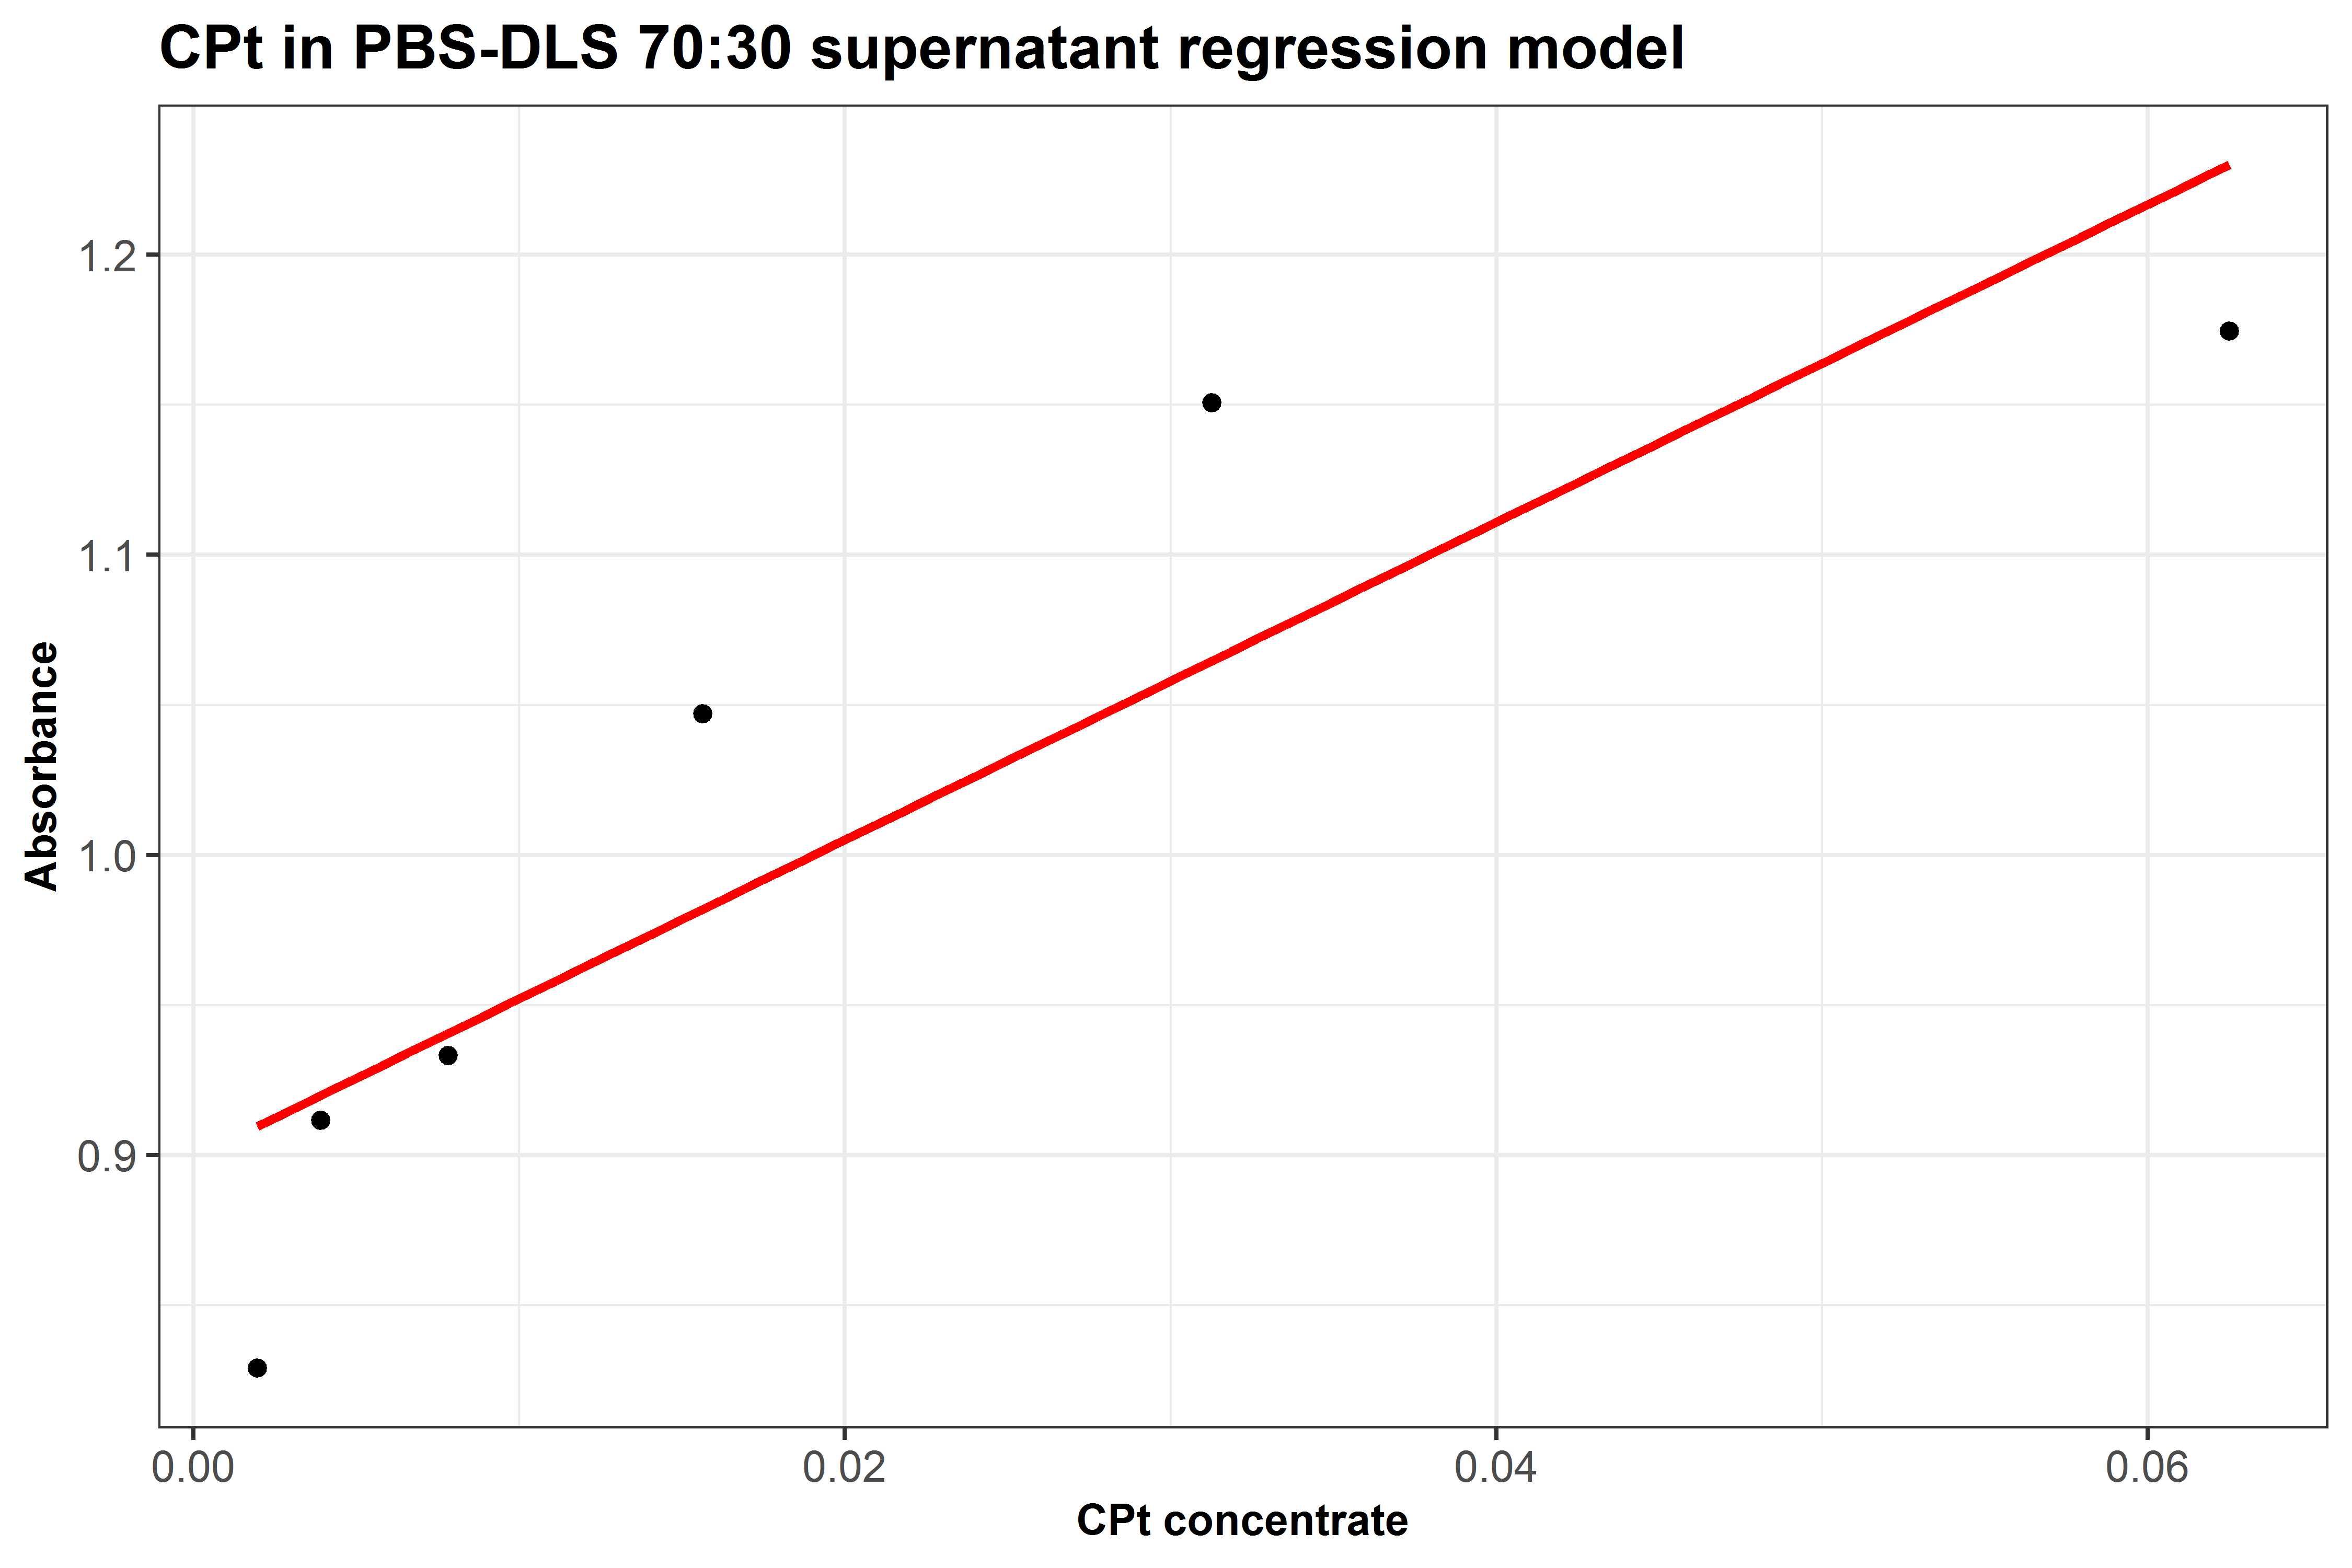 CPt in PBS-DLS 70:30 supernatant regression model
1.2
1.1
1.0
0.9
Absorbance
0.00 0.02 0.04 0.06
CPt concentrate